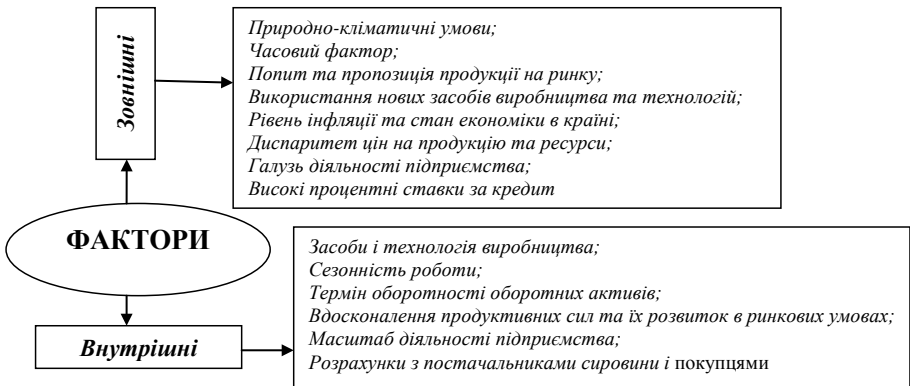 Зовнішні
Природно-кліматичні умови;
Часовий фактор;
Попит та пропозиція продукції на ринку;
Використання нових засобів виробництва та технологій;
Рівень інфляції та стан економіки в країні;
Диспаритет цін на продукцію та ресурси;
Галузь діяльності підприємства;
Високі процентні ставки за кредит
ФАКТОРИ
Внутрішні
Засоби і технологія виробництва;
Сезонність роботи;
Термін оборотності оборотних активів;
Вдосконалення продуктивних сил та їх розвиток в ринкових умовах;
Масштаб діяльності підприємства;
Розрахунки з постачальниками сировини і покупцями